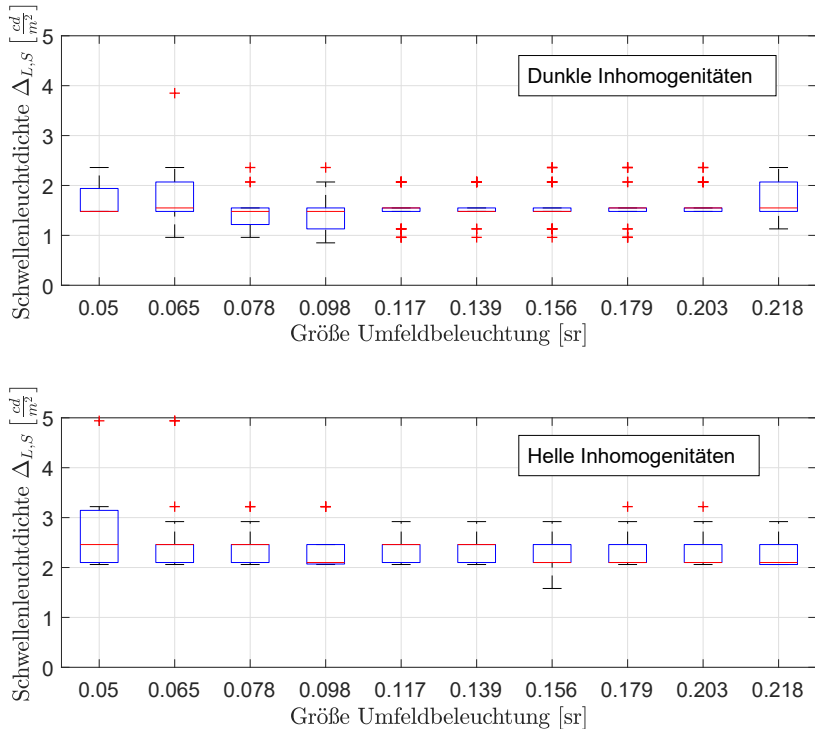 Schwellenleuchtdichte Δ_{L,S} [cd/m²]
5
4
3
2
1
0
Dunkle Inhomogenitäten
0.05 0.065 0.078 0.098 0.117 0.139 0.156 0.179 0.203 0.218
Größe Umfeldbeleuchtung [sr]
Schwellenleuchtdichte Δ_{L,S} [cd/m²]
5
4
3
2
1
0
Helle Inhomogenitäten
0.05 0.065 0.078 0.098 0.117 0.139 0.156 0.179 0.203 0.218
Größe Umfeldbeleuchtung [sr]